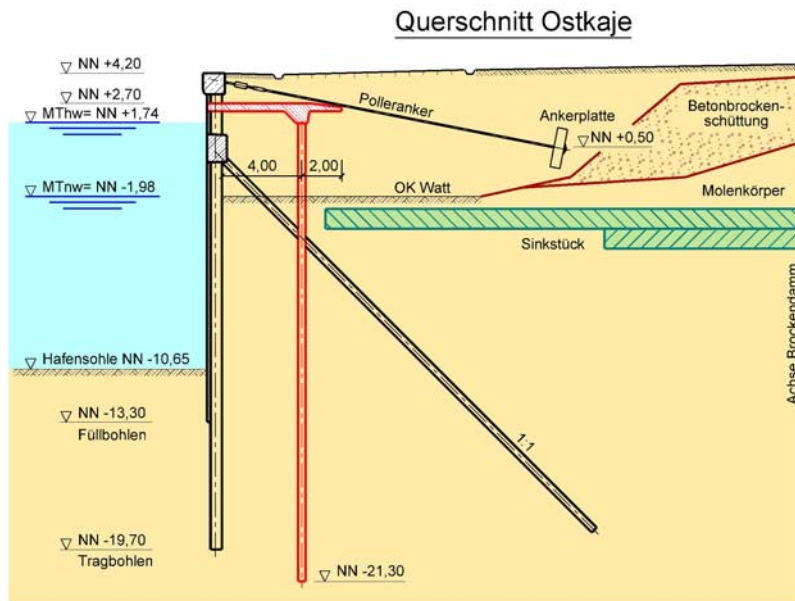 Querschnitt Ostkaje
NN +4,20
NN +2,70
MThw= NN +1,74
Polleranker
Ankerplatte
NN +0,50
Betonbrocken-
schüttung
4,00
2,00
MTnw= NN -1,98
OK Watt
Molenkörper
Sinkstück
Hafensohle NN -10,65
Achse Brockendamm
NN -13,30
Füllbohlen
1:1
NN -19,70
Tragbohlen
NN -21,30